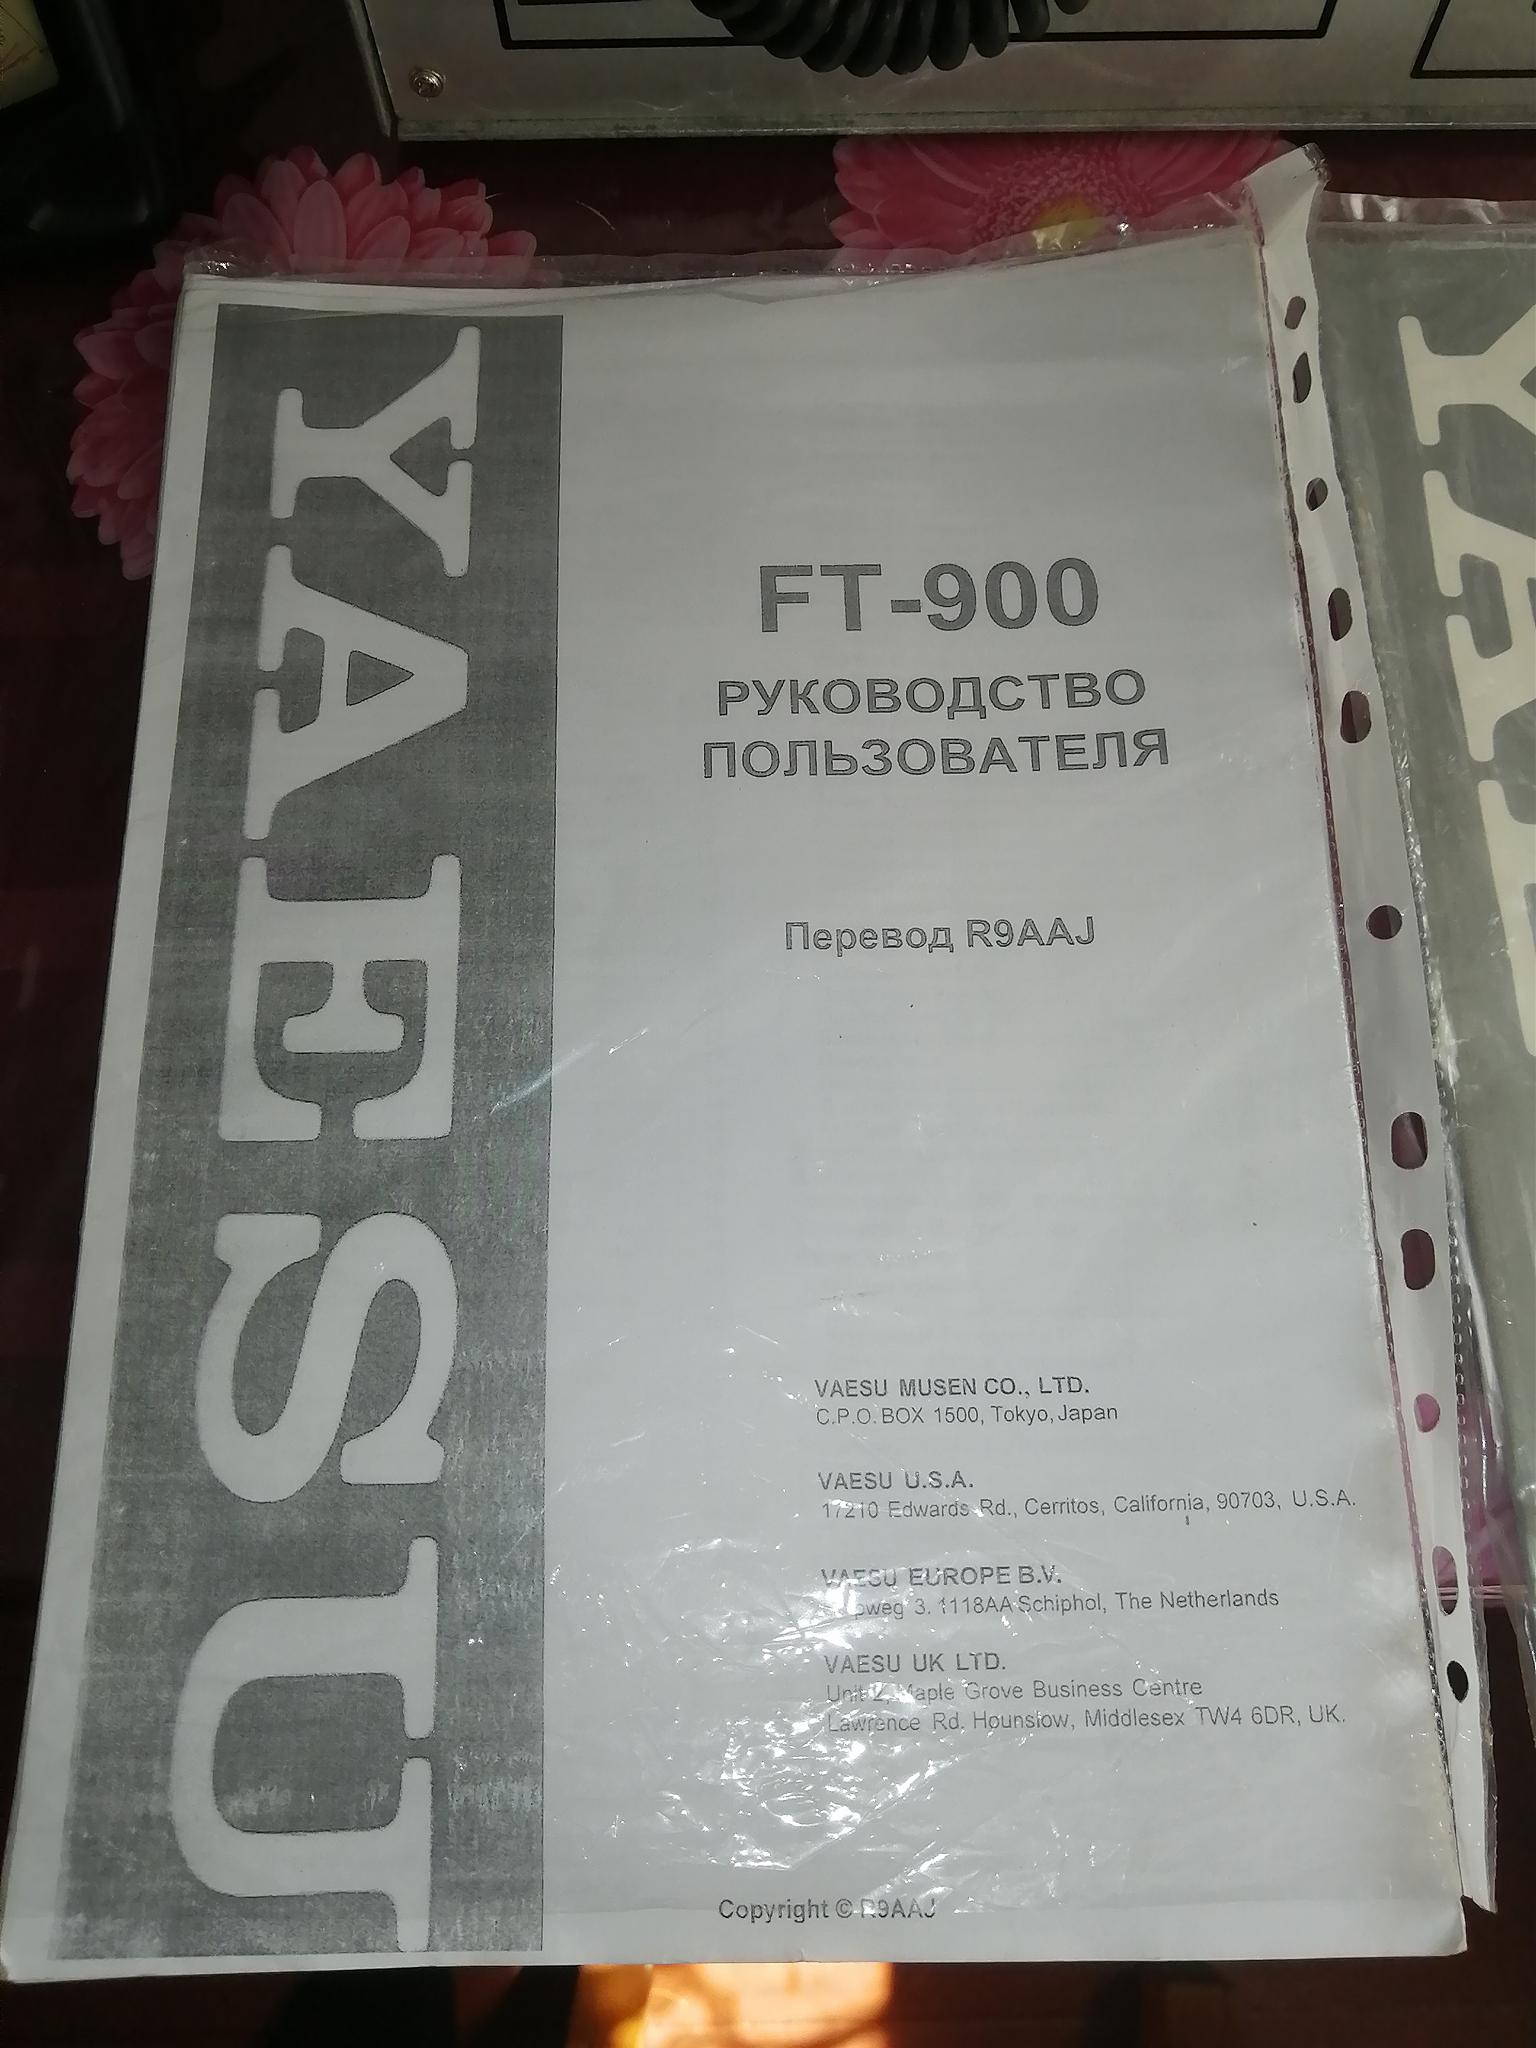 YAESU
FT-900
РУКОВОДСТВО
ПОЛЬЗОВАТЕЛЯ
Перевод R9AAJ
VAESU MUSEN CO., LTD.
C.P.O. BOX 1500, Tokyo, Japan
VAESU U.S.A.
17210 Edwards Rd., Cerritos, California, 90703, U.S.A.
VAESU EUROPE B.V.
3. 1118AA Schiphol, The Netherlands
VAESU UK LTD.
Unit 2, Maple Grove Business Centre
Lawrence Rd. Hounslow, Middlesex TW4 6DR, UK.
Copyright © R9AAJ